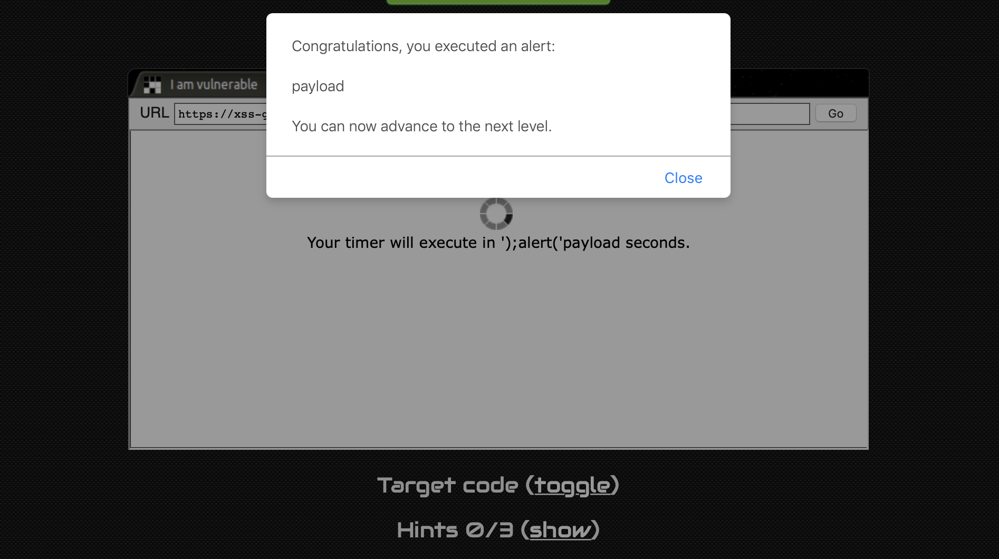 Congratulations, you executed an alert:
payload
You can now advance to the next level.
Close
I am vulnerable
URL https://xss-g Go
Your timer will execute in ');alert('payload seconds.
Target code (toggle)
Hints 0/3 (show)